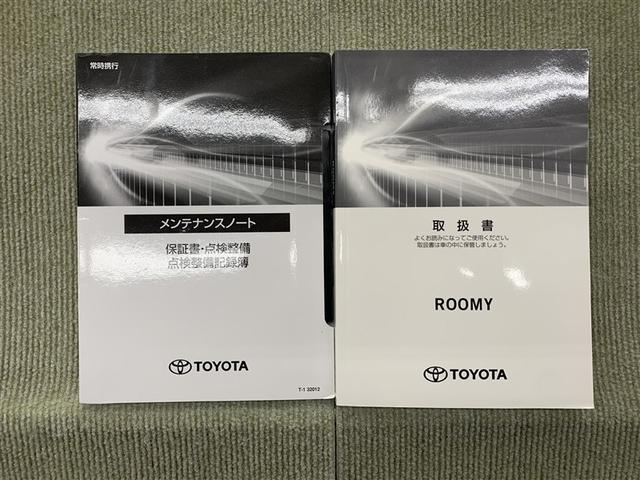 常時携行
メンテナンスノート
保証書・点検整備
点検整備記録簿
TOYOTA
T-1 32012
取扱書
よくお読みになってご使用ください。
取扱書は車の中に保管しましょう。
ROOMY
TOYOTA